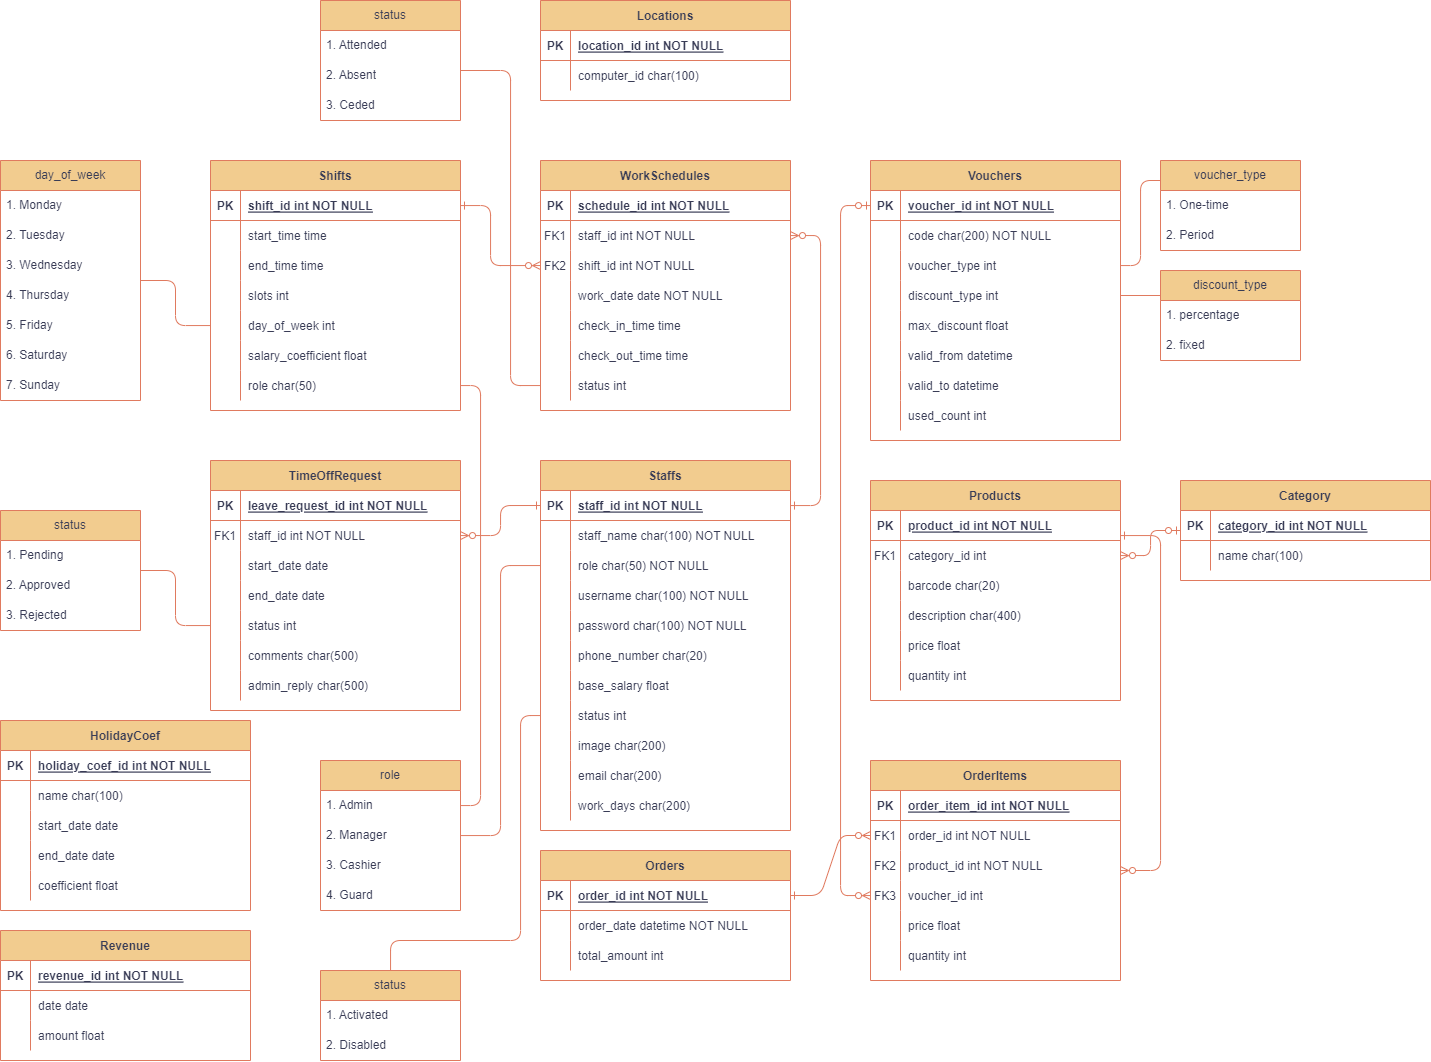 status
1. Attended
2. Absent
3. Ceded
Locations
PK location_id int NOT NULL
computer_id char(100)
day_of_week
1. Monday
2. Tuesday
3. Wednesday
4. Thursday
5. Friday
6. Saturday
7. Sunday
Shifts
PK shift_id int NOT NULL
start_time time
end_time time
slots int
day_of_week int
salary_coefficient float
role char(50)
WorkSchedules
PK schedule_id int NOT NULL
FK1 staff_id int NOT NULL
FK2 shift_id int NOT NULL
work_date date NOT NULL
check_in_time time
check_out_time time
status int
Vouchers
PK voucher_id int NOT NULL
code char(200) NOT NULL
voucher_type int
discount_type int
max_discount float
valid_from datetime
valid_to datetime
used_count int
voucher_type
1. One-time
2. Period
discount_type
1. percentage
2. fixed
status
1. Pending
2. Approved
3. Rejected
TimeOffRequest
PK leave_request_id int NOT NULL
FK1 staff_id int NOT NULL
start_date date
end_date date
status int
comments char(500)
admin_reply char(500)
Staffs
PK staff_id int NOT NULL
staff_name char(100) NOT NULL
role char(50) NOT NULL
username char(100) NOT NULL
password char(100) NOT NULL
phone_number char(20)
base_salary float
status int
image char(200)
email char(200)
work_days char(200)
Products
PK product_id int NOT NULL
FK1 category_id int
barcode char(20)
description char(400)
price float
quantity int
Category
PK category_id int NOT NULL
name char(100)
HolidayCoef
PK holiday_coef_id int NOT NULL
name char(100)
start_date date
end_date date
coefficient float
role
1. Admin
2. Manager
3. Cashier
4. Guard
Orders
PK order_id int NOT NULL
order_date datetime NOT NULL
total_amount int
OrderItems
PK order_item_id int NOT NULL
FK1 order_id int NOT NULL
FK2 product_id int NOT NULL
FK3 voucher_id int
price float
quantity int
Revenue
PK revenue_id int NOT NULL
date date
amount float
status
1. Activated
2. Disabled